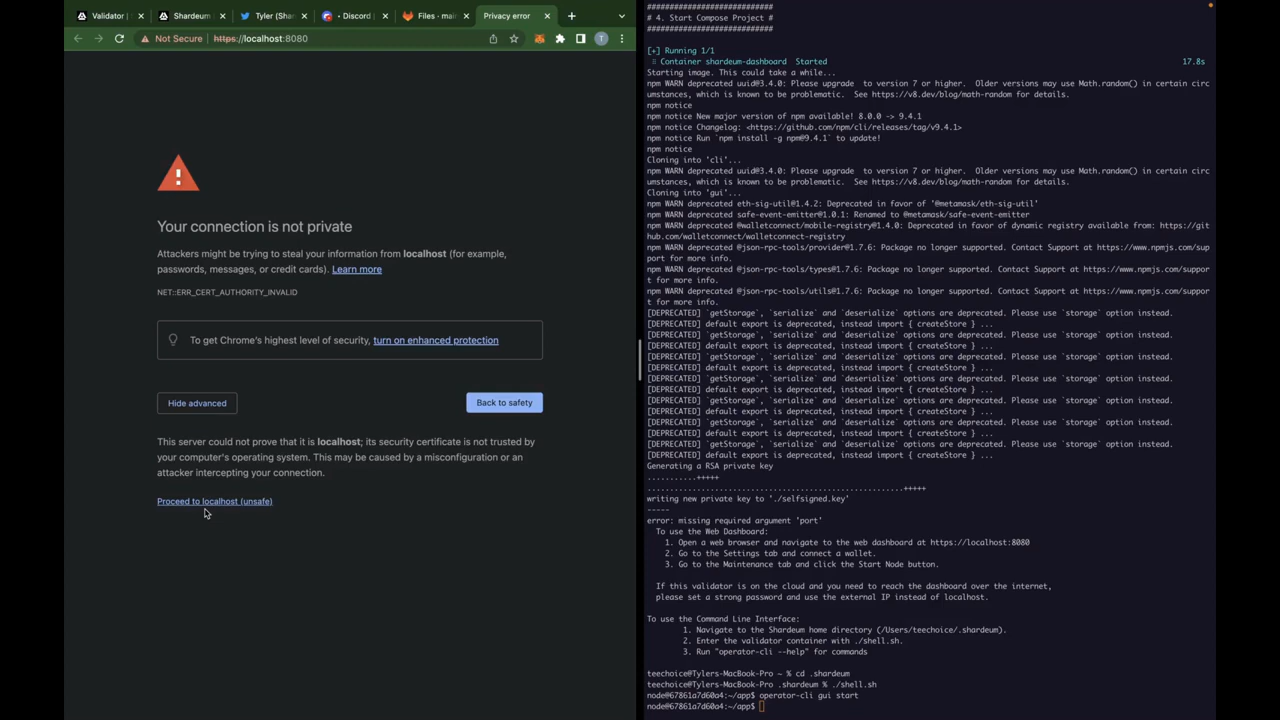 Validator |
Shardeum
Tyler (Shar
• Discord |
Files · mai
Privacy error
Not Secure
https://localhost:8080
T
Your connection is not private
Attackers might be trying to steal your information from localhost (for example,
passwords, messages, or credit cards). Learn more
NET::ERR_CERT_AUTHORITY_INVALID
To get Chrome's highest level of security, turn on enhanced protection
Hide advanced
Back to safety
This server could not prove that it is localhost; its security certificate is not trusted by
your computer's operating system. This may be caused by a misconfiguration or an
attacker intercepting your connection.
Proceed to localhost (unsafe)
###########################
# 4. Start Compose Project #
###########################
[+] Running 1/1
Container shardeum-dashboard Started 17.8s
Starting image. This could take a while...
npm WARN deprecated uuid@3.4.0: Please upgrade  to version 7 or higher.  Older versions may use Math.random() in certain circ
umstances, which is known to be problematic.  See https://v8.dev/blog/math-random for details.
npm notice
npm notice New major version of npm available! 8.0.0 -> 9.4.1
npm notice Changelog: <https://github.com/npm/cli/releases/tag/v9.4.1>
npm notice Run `npm install -g npm@9.4.1` to update!
npm notice
Cloning into 'cli'...
npm WARN deprecated uuid@3.4.0: Please upgrade  to version 7 or higher.  Older versions may use Math.random() in certain circ
umstances, which is known to be problematic.  See https://v8.dev/blog/math-random for details.
Cloning into 'gui'...
npm WARN deprecated eth-sig-util@1.4.2: Deprecated in favor of '@metamask/eth-sig-util'
npm WARN deprecated safe-event-emitter@1.0.1: Renamed to @metamask/safe-event-emitter
npm WARN deprecated @walletconnect/mobile-registry@1.4.0: Deprecated in favor of dynamic registry available from: https://git
hub.com/walletconnect/walletconnect-registry
npm WARN deprecated @json-rpc-tools/provider@1.7.6: Package no longer supported. Contact Support at https://www.npmjs.com/sup
port for more info.
npm WARN deprecated @json-rpc-tools/types@1.7.6: Package no longer supported. Contact Support at https://www.npmjs.com/suppor
t for more info.
npm WARN deprecated @json-rpc-tools/utils@1.7.6: Package no longer supported. Contact Support at https://www.npmjs.com/suppor
t for more info.
[DEPRECATED] `getStorage`, `serialize` and `deserialize` options are deprecated. Please use `storage` option instead.
[DEPRECATED] default export is deprecated, instead import { createStore } ...
[DEPRECATED] `getStorage`, `serialize` and `deserialize` options are deprecated. Please use `storage` option instead.
[DEPRECATED] default export is deprecated, instead import { createStore } ...
[DEPRECATED] `getStorage`, `serialize` and `deserialize` options are deprecated. Please use `storage` option instead.
[DEPRECATED] default export is deprecated, instead import { createStore } ...
[DEPRECATED] `getStorage`, `serialize` and `deserialize` options are deprecated. Please use `storage` option instead.
[DEPRECATED] default export is deprecated, instead import { createStore } ...
[DEPRECATED] `getStorage`, `serialize` and `deserialize` options are deprecated. Please use `storage` option instead.
[DEPRECATED] default export is deprecated, instead import { createStore } ...
[DEPRECATED] `getStorage`, `serialize` and `deserialize` options are deprecated. Please use `storage` option instead.
[DEPRECATED] default export is deprecated, instead import { createStore } ...
[DEPRECATED] `getStorage`, `serialize` and `deserialize` options are deprecated. Please use `storage` option instead.
[DEPRECATED] default export is deprecated, instead import { createStore } ...
Generating a RSA private key
...........+++++
.......................................................+++++
writing new private key to './selfsigned.key'
-----
error: missing required argument 'port'
To use the Web Dashboard:
1. Open a web browser and navigate to the web dashboard at https://localhost:8080
2. Go to the Settings tab and connect a wallet.
3. Go to the Maintenance tab and click the Start Node button.
If this validator is on the cloud and you need to reach the dashboard over the internet,
please set a strong password and use the external IP instead of localhost.
To use the Command Line Interface:
1. Navigate to the Shardeum home directory (/Users/teechoice/.shardeum).
2. Enter the validator container with ./shell.sh.
3. Run "operator-cli --help" for commands
teechoice@Tylers-MacBook-Pro ~ % cd .shardeum
teechoice@Tylers-MacBook-Pro .shardeum % ./shell.sh
node@67861a7d60a4:~/app$ operator-cli gui start
node@67861a7d60a4:~/app$